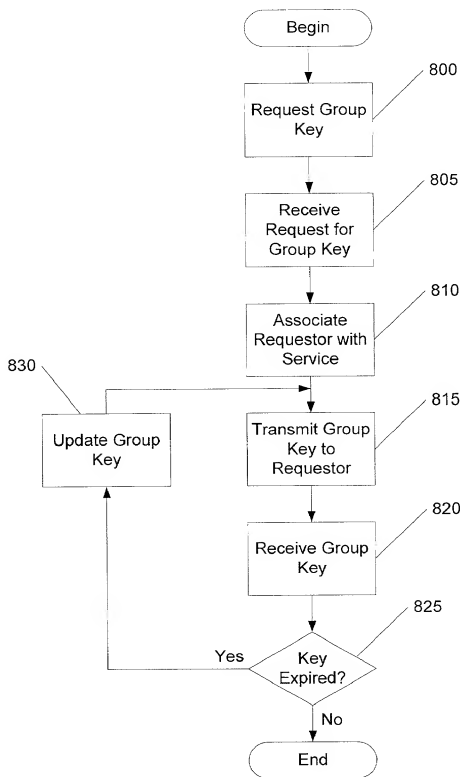 Begin
800
Request Group
Key
805
Receive
Request for
Group Key
810
Associate
Requestor with
Service
830
815
Update Group
Key
Transmit Group
Key to
Requestor
820
Receive Group
Key
825
Yes
Key
Expired?
No
End